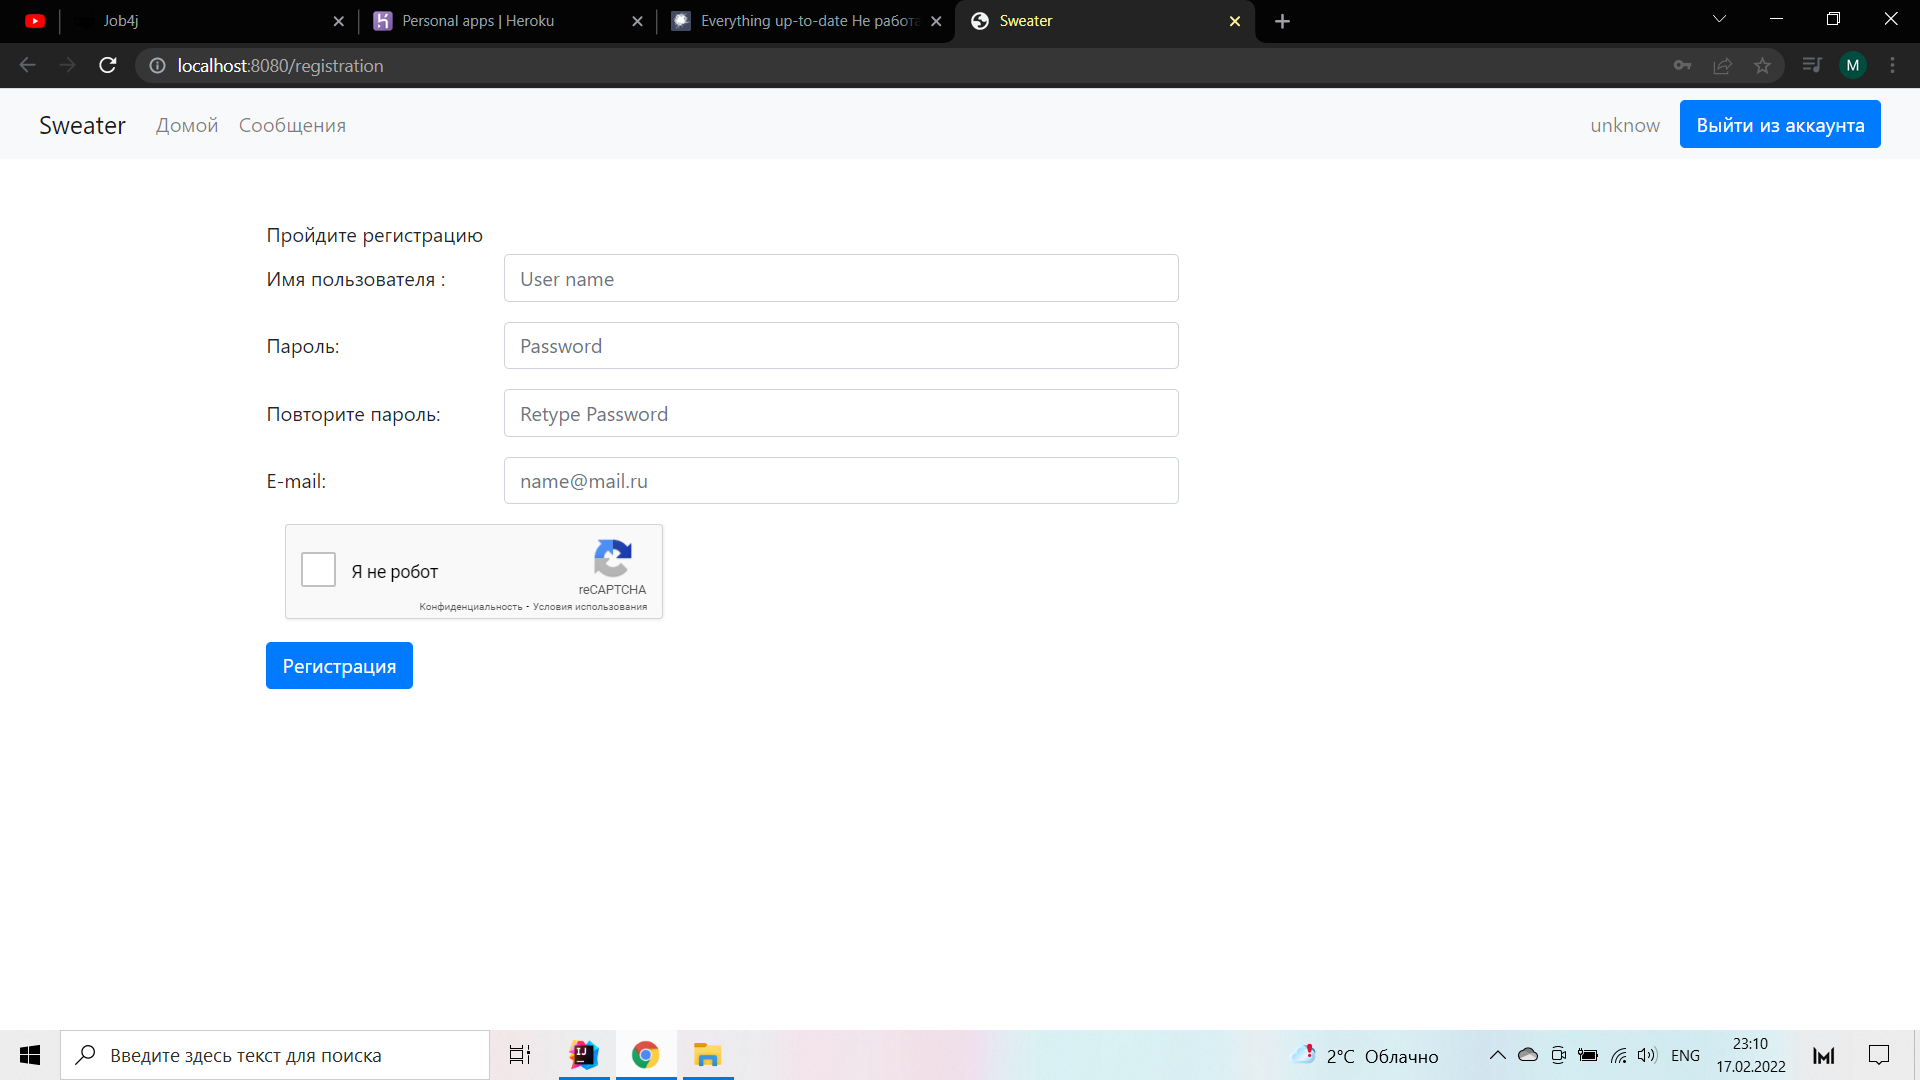 Job4j
Personal apps | Heroku
Everything up-to-date Не работа
Sweater
localhost:8080/registration
M
Sweater
Домой
Сообщения
unknow
Выйти из аккаунта
Пройдите регистрацию
Имя пользователя :
User name
Пароль:
Password
Повторите пароль:
Retype Password
E-mail:
name@mail.ru
Я не робот
reCAPTCHA
Конфиденциальность - Условия использования
Регистрация
Введите здесь текст для поиска
2°C Облачно
ENG
23:10
17.02.2022